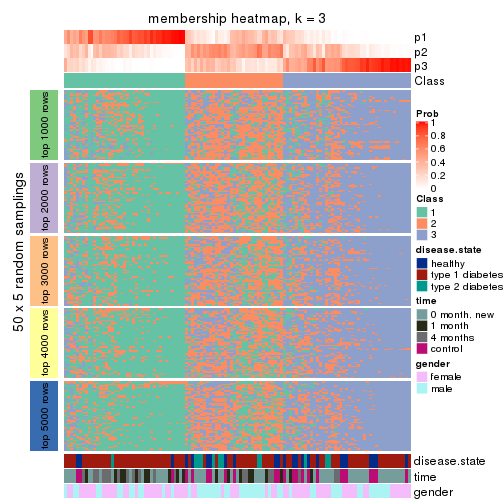 membership heatmap, k = 3
p1
p2
p3
Class
50 x 5 random samplings
top 1000 rows
top 2000 rows
top 3000 rows
top 4000 rows
top 5000 rows
Prob
1
0.8
0.6
0.4
0.2
0
Class
1
2
3
disease.state
healthy
type 1 diabetes
type 2 diabetes
time
0 month. new
1 month
4 months
control
gender
female
male
disease.state
time
gender